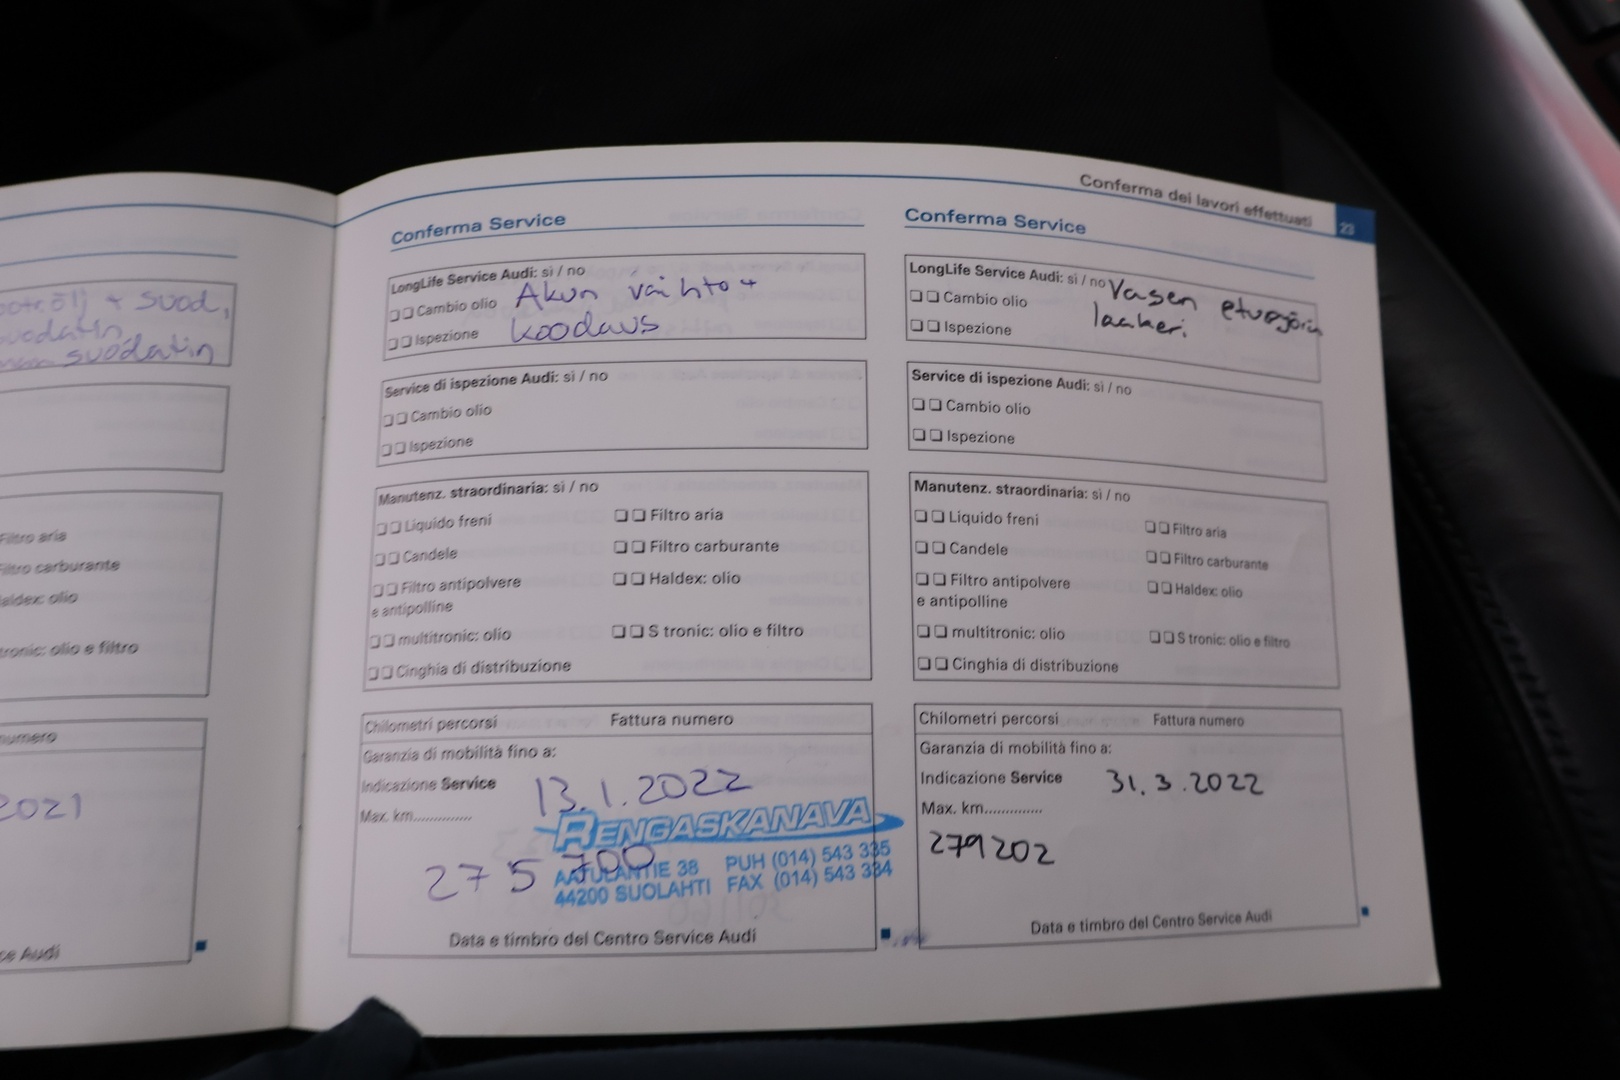 suod,
suodatin
Filtro aria
Filtro carburante
Haldex: olio
tronic: olio e filtro
numero
2021
ce Audi
Conferma Service
LongLife Service Audi: sì / no
Cambio olio Akun vaihto +
Ispezione koodaus
Service di ispezione Audi: sì / no
Cambio olio
Ispezione
Manutenz. straordinaria: sì / no
Liquido freni Filtro aria
Candele Filtro carburante
Filtro antipolvere Haldex: olio
e antipolline
multitronic: olio S tronic: olio e filtro
Cinghia di distribuzione
Chilometri percorsi Fattura numero
Garanzia di mobilità fino a:
Indicazione Service 13.1.2022
Max. km..............
RENGASKANAVA
275 700
AATULANTIE 38 PUH (014) 543 335
44200 SUOLAHTI FAX (014) 543 334
Data e timbro del Centro Service Audi
Conferma dei lavori effettuati 23
Conferma Service
LongLife Service Audi: sì / no Vasen etupyörän
Cambio olio laakeri
Ispezione
Service di ispezione Audi: sì / no
Cambio olio
Ispezione
Manutenz. straordinaria: sì / no
Liquido freni Filtro aria
Candele Filtro carburante
Filtro antipolvere Haldex: olio
e antipolline
multitronic: olio S tronic: olio e filtro
Cinghia di distribuzione
Chilometri percorsi Fattura numero
Garanzia di mobilità fino a:
Indicazione Service 31.3.2022
Max. km..............
279202
Data e timbro del Centro Service Audi